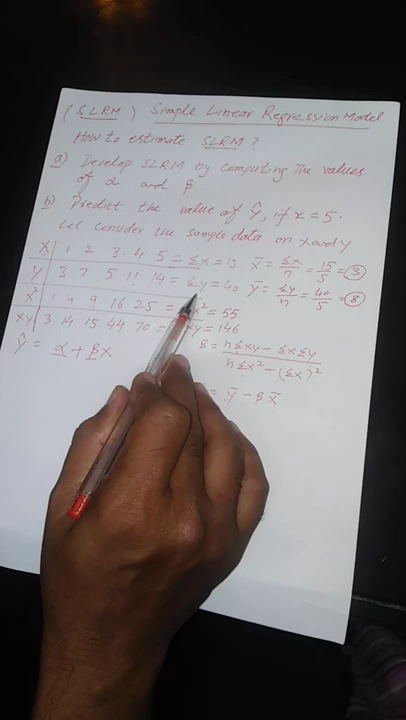 (SLRM) Simple Linear Regression Model
How to estimate SLRM?
a) Develop SLRM by computing the values
of α and β
b) Predict the value of Ŷ, if x = 5.
Let Consider the sample data on x and y
X | 1 2 3 4 5 = Σx = 15 X̄ = Σx/n = 15/5 = 3
Y | 3 7 5 11 14 = Σy = 40 Ȳ = Σy/n = 40/5 = 8
X² | 1 4 9 16 25 = x² = 55
XY | 3 14 15 44 70 = xy = 146
Ŷ = α + βx β = nΣxy - ΣxΣy / nΣx² - (Σx)²
= Ȳ - βX̄